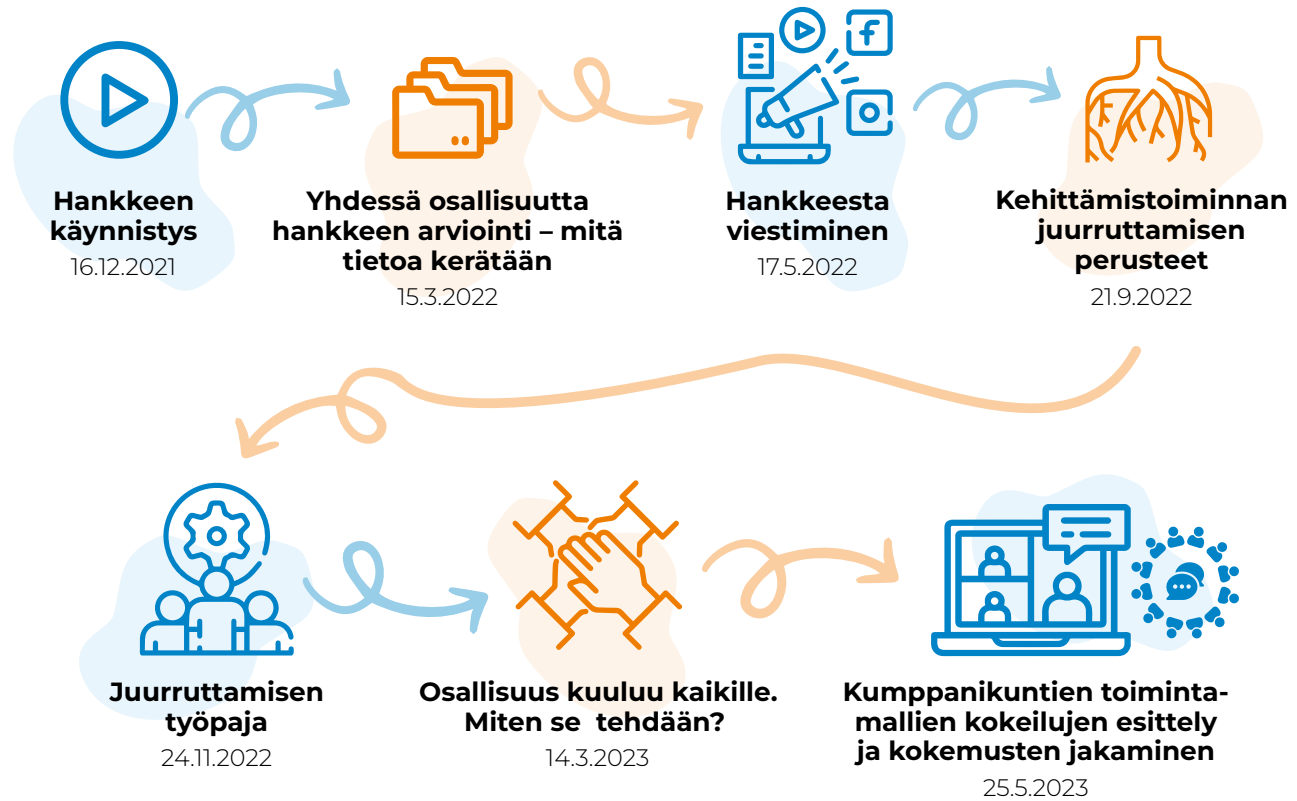 Hankkeen
käynnistys
16.12.2021
Yhdessä osallisuutta
hankkeen arviointi – mitä
tietoa kerätään
15.3.2022
Hankkeesta
viestiminen
17.5.2022
Kehittämistoiminnan
juurruttamisen
perusteet
21.9.2022
Juurruttamisen
työpaja
24.11.2022
Osallisuus kuuluu kaikille.
Miten se tehdään?
14.3.2023
Kumppanikuntien toiminta-
mallien kokeilujen esittely
ja kokemusten jakaminen
25.5.2023